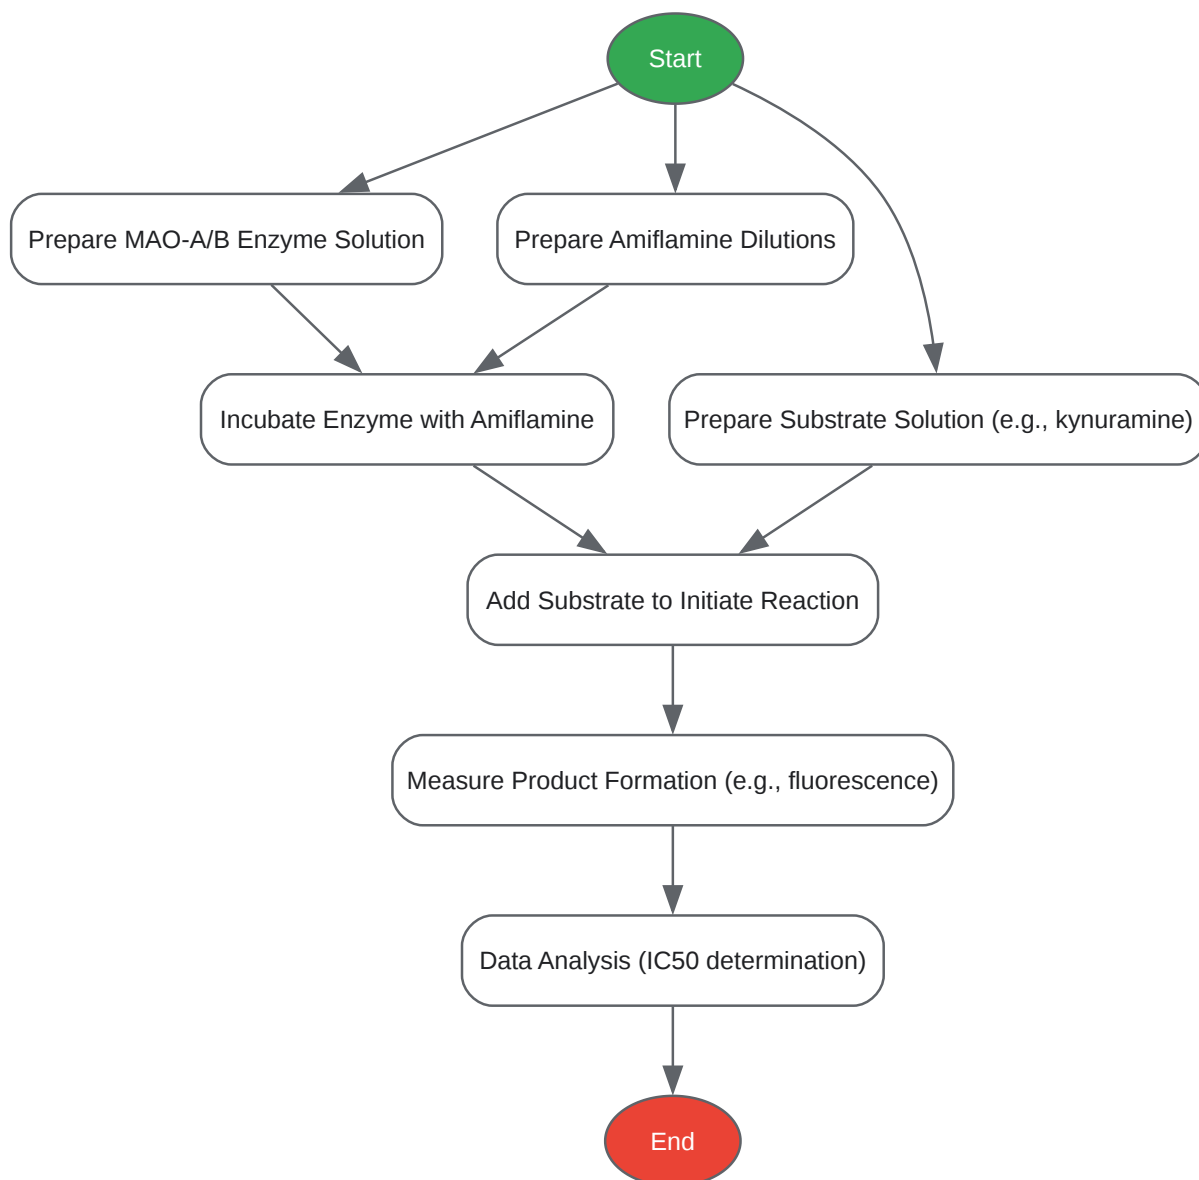 Start
Prepare MAO-A/B Enzyme Solution
Prepare Amiflamine Dilutions
Incubate Enzyme with Amiflamine
Prepare Substrate Solution (e.g., kynuramine)
Add Substrate to Initiate Reaction
Measure Product Formation (e.g., fluorescence)
Data Analysis (IC50 determination)
End